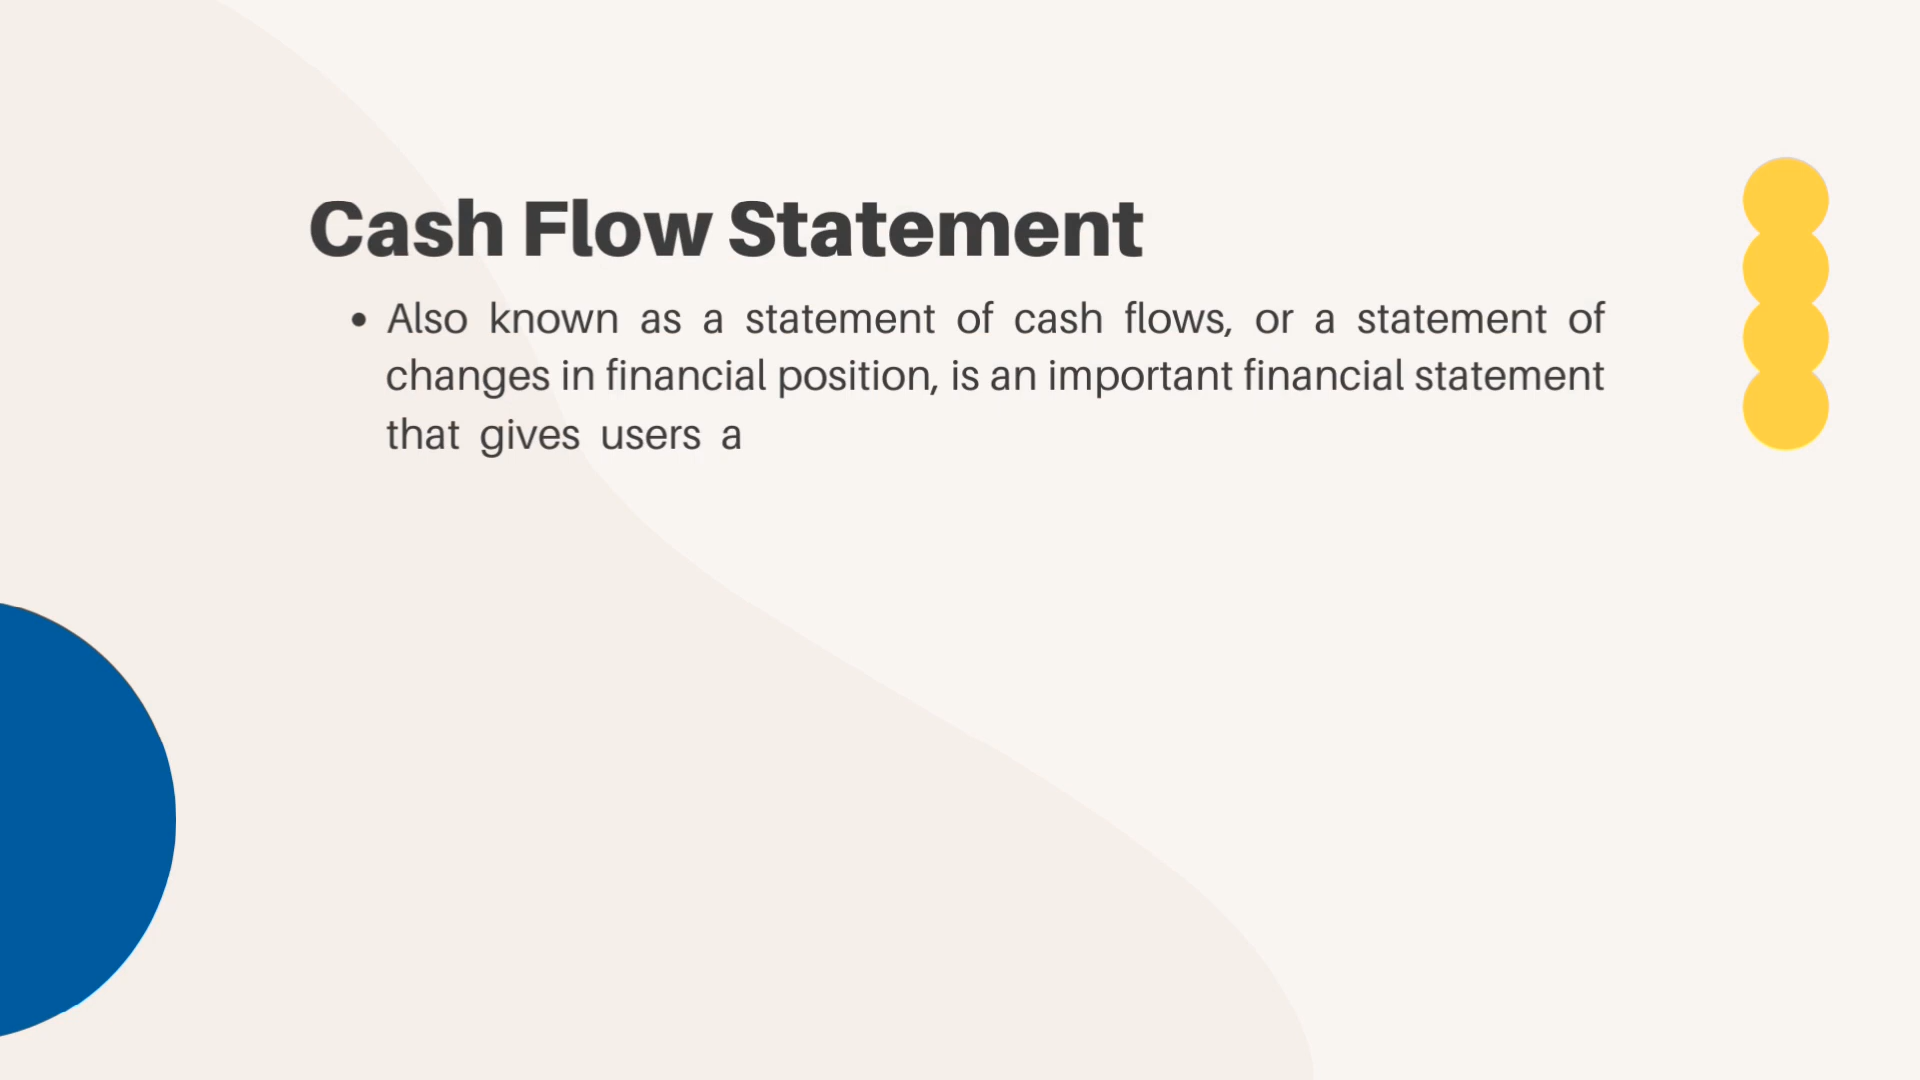 Cash Flow Statement
• Also known as a statement of cash flows, or a statement of
changes in financial position, is an important financial statement
that gives users a